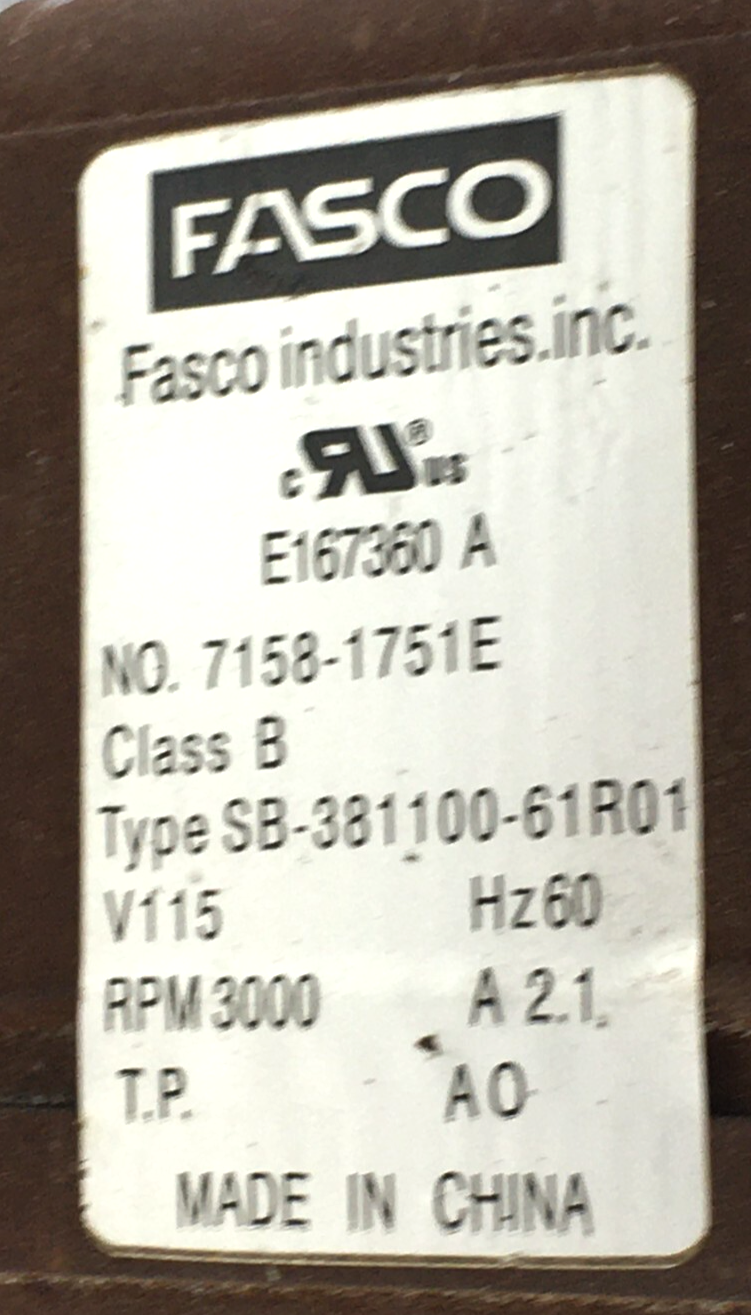 FASCO
Fasco industries.inc.
c RU® us
E167360 A
NO. 7158-1751E
Class B
Type SB-381100-61R01
V115 Hz60
RPM3000 A 2.1.
T.P. AO
MADE IN CHINA